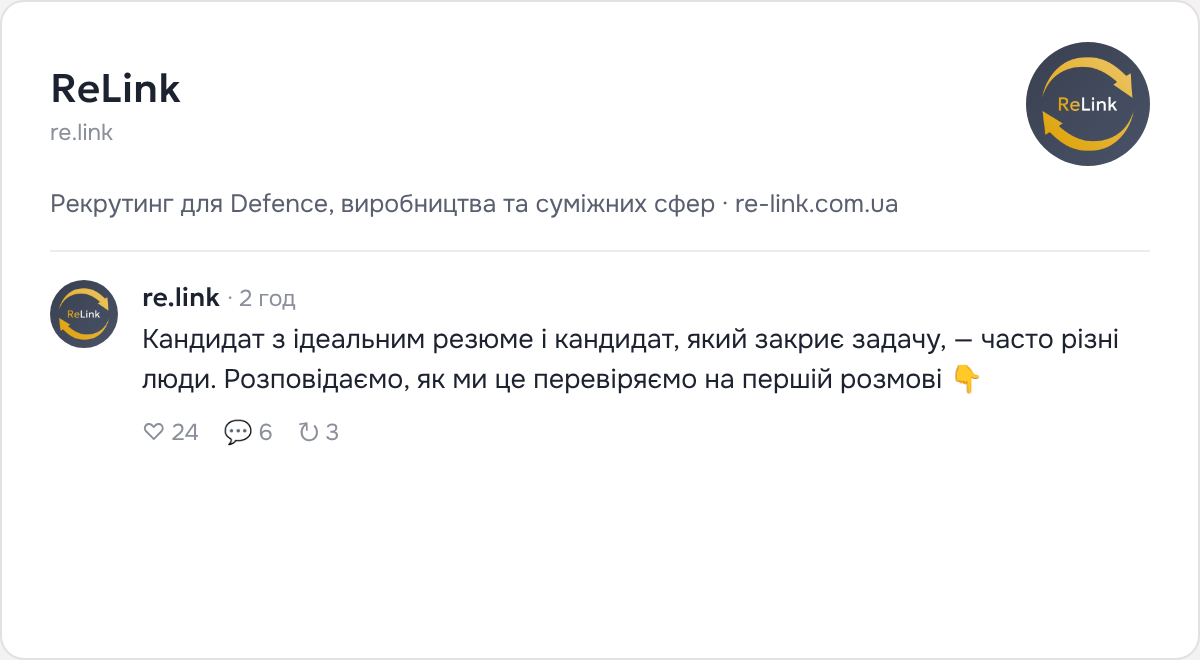 ReLink
re.link
ReLink
Рекрутинг для Defence, виробництва та суміжних сфер · re-link.com.ua
ReLink
re.link · 2 год
Кандидат з ідеальним резюме і кандидат, який закриє задачу, — часто різні
люди. Розповідаємо, як ми це перевіряємо на першій розмові 👇
♡ 24 💬 6 ↻ 3